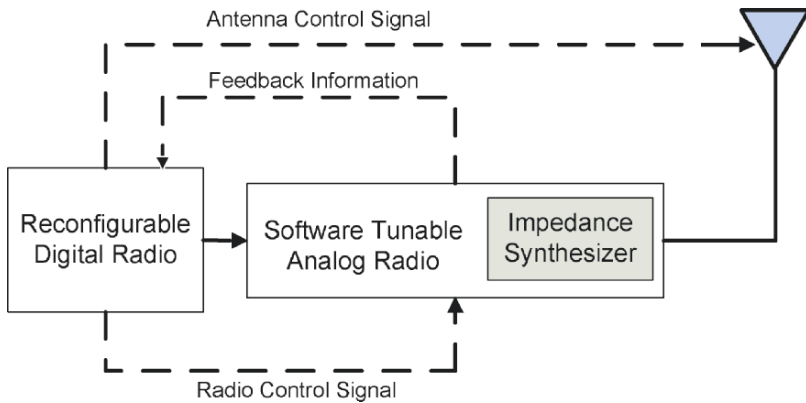 Antenna Control Signal
Feedback Information
Reconfigurable
Digital Radio
Software Tunable
Analog Radio
Impedance
Synthesizer
Radio Control Signal